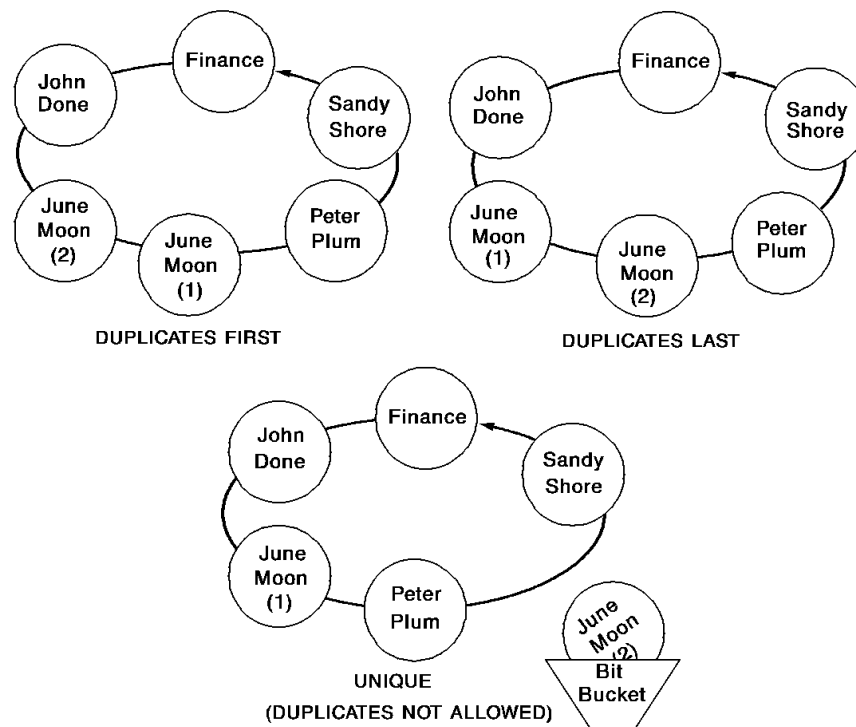 Finance
John
Done
Sandy
Shore
June
Moon
(2)
June
Moon
(1)
Peter
Plum
DUPLICATES FIRST
Finance
John
Done
Sandy
Shore
June
Moon
(1)
June
Moon
(2)
Peter
Plum
DUPLICATES LAST
Finance
John
Done
Sandy
Shore
June
Moon
(1)
Peter
Plum
June
Moon
(2)
Bit
Bucket
UNIQUE
(DUPLICATES NOT ALLOWED)